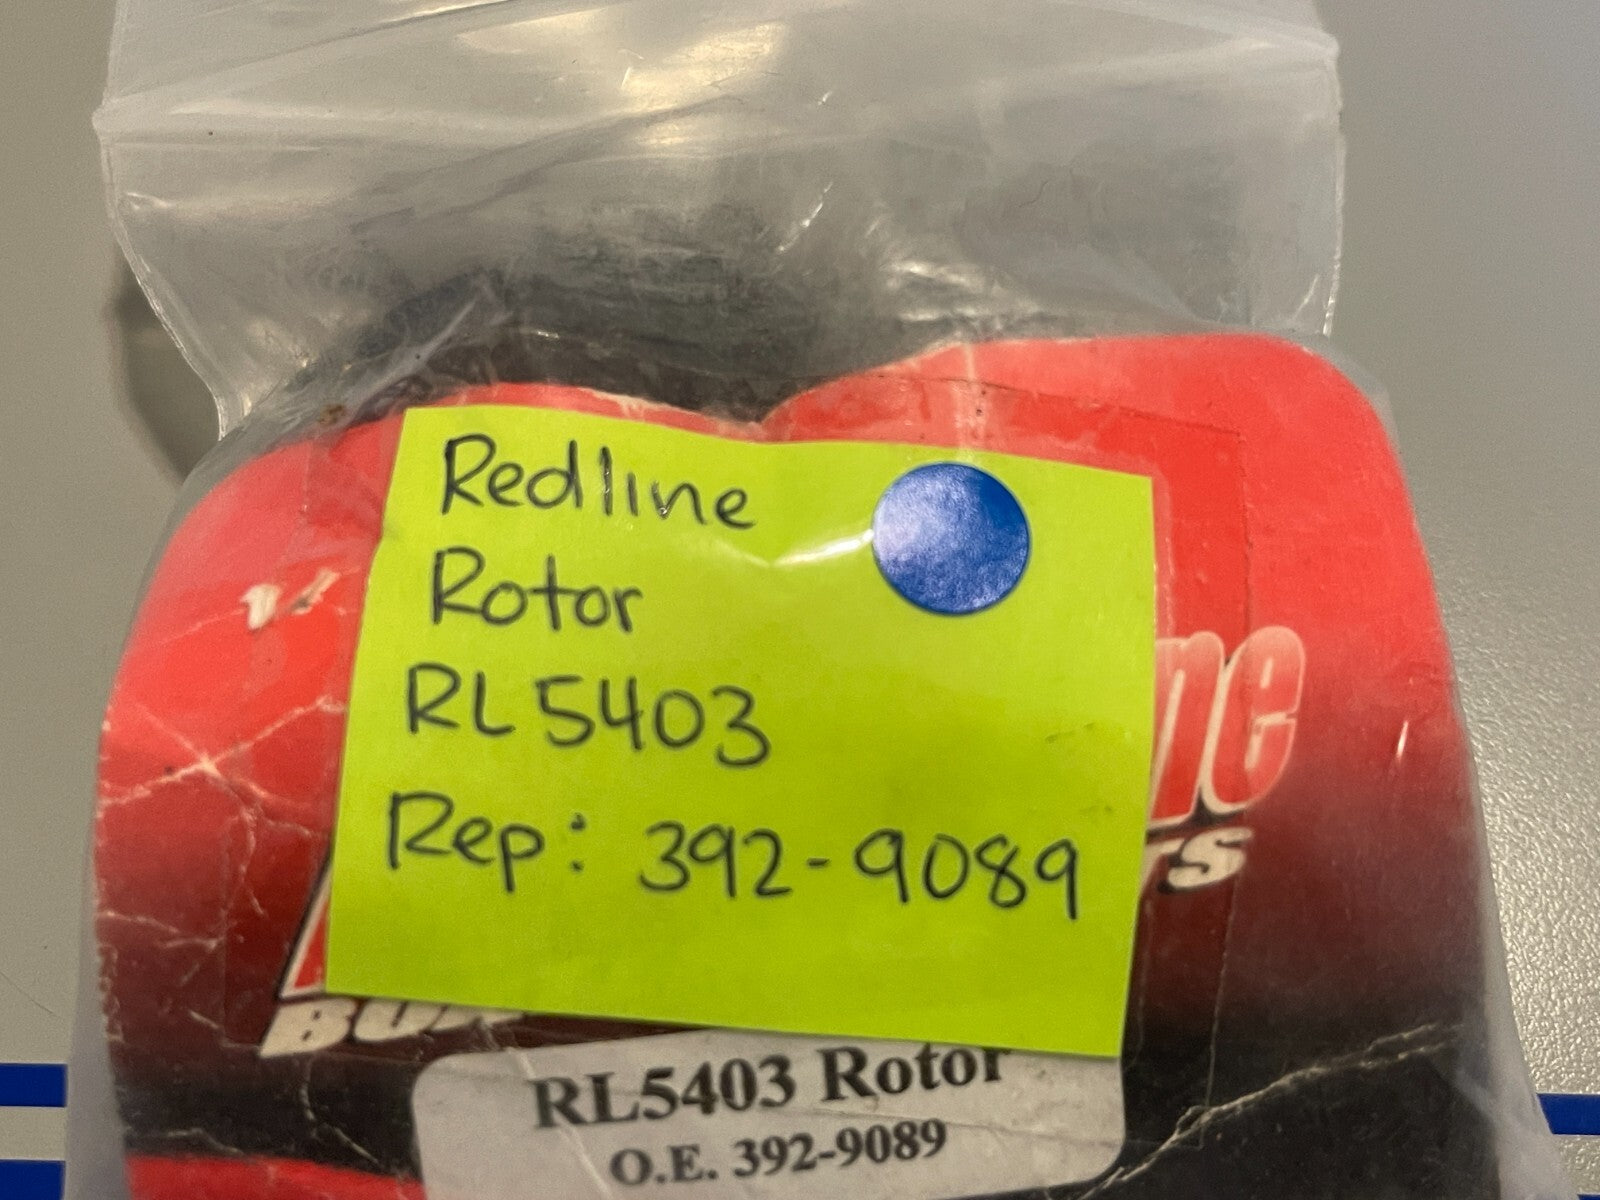 Redline
Rotor
RL5403
Rep: 392-9089
RL5403 Rotor
O.E. 392-9089